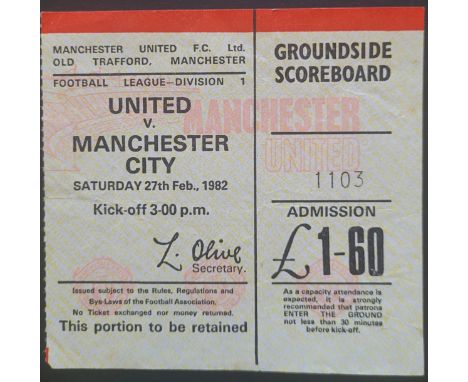 MANCHESTER UNITED F.C. Ltd.
OLD TRAFFORD, MANCHESTER
FOOTBALL LEAGUE—DIVISION 1
UNITED
v.
MANCHESTER
CITY
SATURDAY 27th Feb., 1982
Kick-off 3-00 p.m.
L. Olive
Secretary.
Issued subject to the Rules, Regulations and
Bye-Laws of the Football Association.
No Ticket exchanged nor money returned.
This portion to be retained
GROUNDSIDE
SCOREBOARD
MANCHESTER
UNITED
1103
ADMISSION
£1-60
As a capacity attendance is
expected, it is strongly
recommended that patrons
ENTER THE GROUND
not less than 30 minutes
before kick-off.